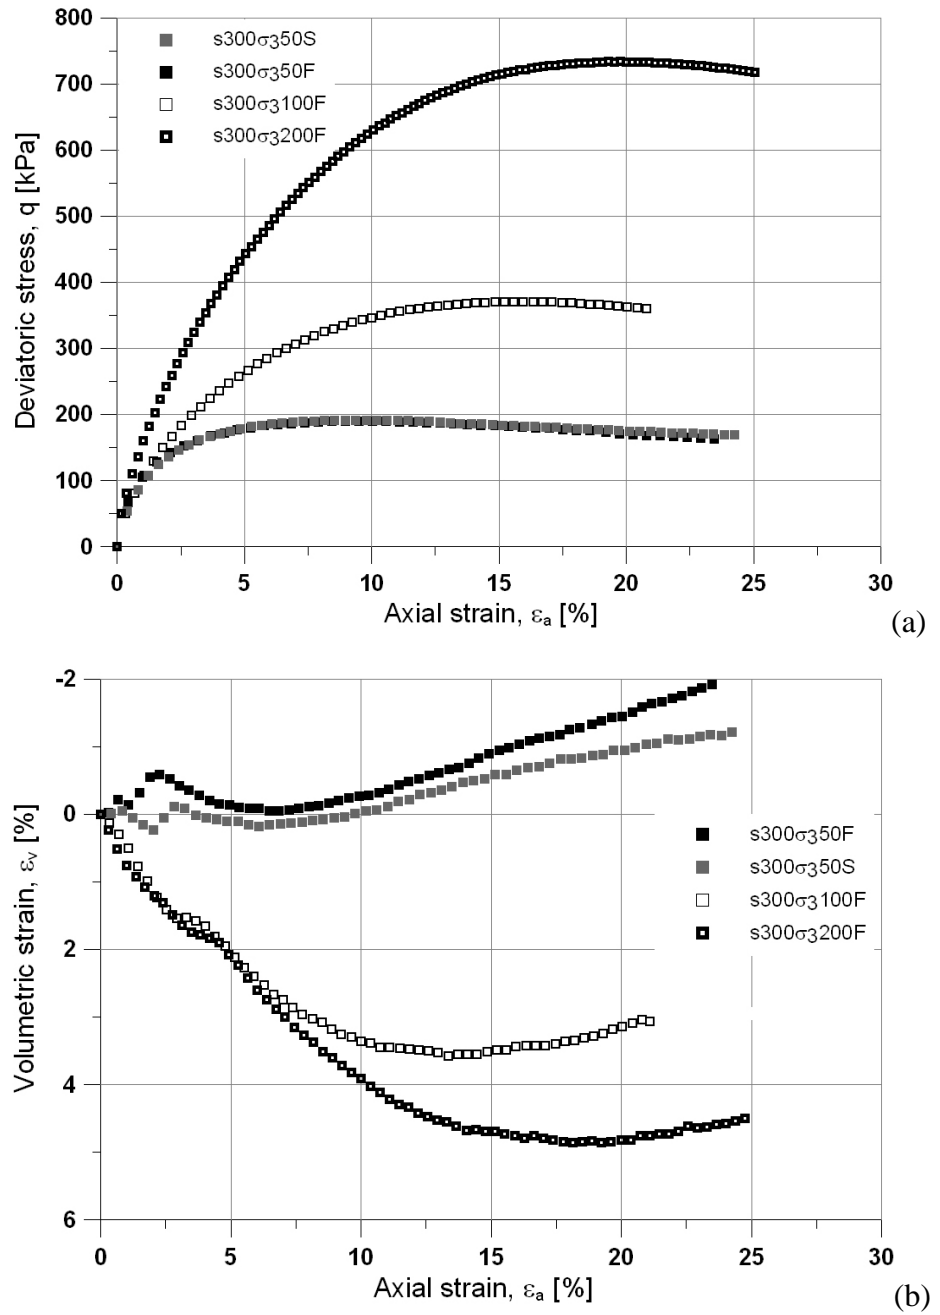 800
700
600
500
400
300
200
100
0
Deviatoric stress, q [kPa]
s300σ350S
s300σ350F
s300σ3100F
s300σ3200F
0 5 10 15 20 25 30
Axial strain, εa [%]
(a)
-2
0
2
4
6
Volumetric strain, εv [%]
s300σ350F
s300σ350S
s300σ3100F
s300σ3200F
0 5 10 15 20 25 30
Axial strain, εa [%]
(b)